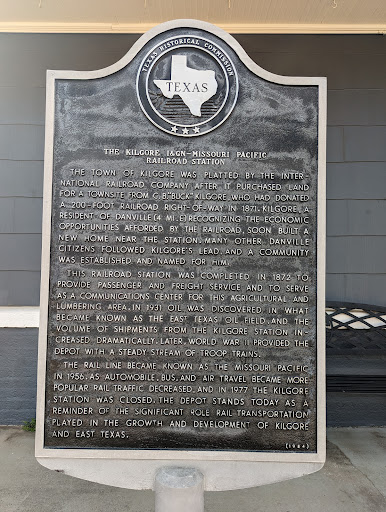 TEXAS HISTORICAL COMMISSION
TEXAS
THE KILGORE I&GN-MISSOURI PACIFIC
RAILROAD STATION
THE TOWN OF KILGORE WAS PLATTED BY THE INTER-
NATIONAL RAILROAD COMPANY AFTER IT PURCHASED LAND
FOR A TOWNSITE FROM C. B. "BUCK" KILGORE, WHO HAD DONATED
A 200-FOOT RAILROAD RIGHT-OF-WAY IN 1871. KILGORE, A
RESIDENT OF DANVILLE (4 MI. E) RECOGNIZING THE ECONOMIC
OPPORTUNITIES AFFORDED BY THE RAILROAD, SOON BUILT A
NEW HOME NEAR THE STATION. MANY OTHER DANVILLE
CITIZENS FOLLOWED KILGORE'S LEAD, AND A COMMUNITY
WAS ESTABLISHED AND NAMED FOR HIM.
THIS RAILROAD STATION WAS COMPLETED IN 1872 TO
PROVIDE PASSENGER AND FREIGHT SERVICE AND TO SERVE
AS A COMMUNICATIONS CENTER FOR THIS AGRICULTURAL AND
LUMBERING AREA. IN 1931 OIL WAS DISCOVERED IN WHAT
BECAME KNOWN AS THE EAST TEXAS OIL FIELD AND THE
VOLUME OF SHIPMENTS FROM THE KILGORE STATION IN-
CREASED DRAMATICALLY. LATER, WORLD WAR II PROVIDED THE
DEPOT WITH A STEADY STREAM OF TROOP TRAINS.
THE RAIL LINE BECAME KNOWN AS THE MISSOURI PACIFIC
IN 1956. AS AUTOMOBILE, BUS, AND AIR TRAVEL BECAME MORE
POPULAR RAIL TRAFFIC DECREASED, AND IN 1977 THE KILGORE
STATION WAS CLOSED. THE DEPOT STANDS TODAY AS A
REMINDER OF THE SIGNIFICANT ROLE RAIL TRANSPORTATION
PLAYED IN THE GROWTH AND DEVELOPMENT OF KILGORE
AND EAST TEXAS.